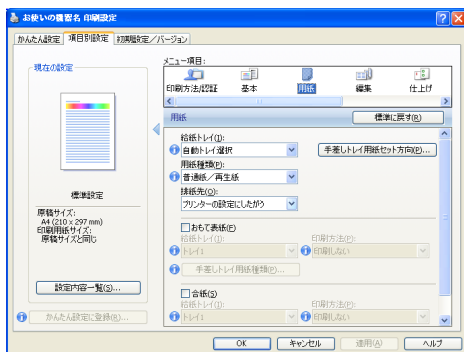 お使いの機器名 印刷設定
かんたん設定 項目別設定 初期設定／バージョン
現在の設定
標準設定
原稿サイズ:
A4 (210 x 297 mm)
印刷用紙サイズ:
原稿サイズと同じ
設定内容一覧(S)...
かんたん設定に登録(R)...
メニュー項目:
印刷方法/認証 基本 用紙 編集 仕上げ
用紙 標準に戻す(R)
給紙トレイ(I):
自動トレイ選択 手差しトレイ用紙セット方向(P)...
用紙種類(P):
普通紙／再生紙
排紙先(O):
プリンターの設定にしたがう
おもて表紙(F)
給紙トレイ(I): 印刷方法(P):
トレイ1 印刷しない
手差しトレイ用紙種類(P)...
合紙(S)
給紙トレイ(I): 印刷方法(P):
トレイ1 印刷しない
OK キャンセル 適用(A) ヘルプ